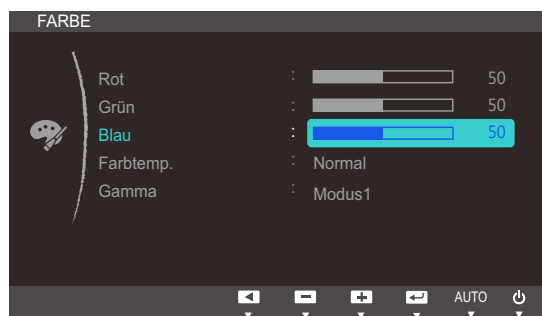 FARBE
Rot : 50
Grün : 50
Blau : 50
Farbtemp. : Normal
Gamma : Modus1
AUTO